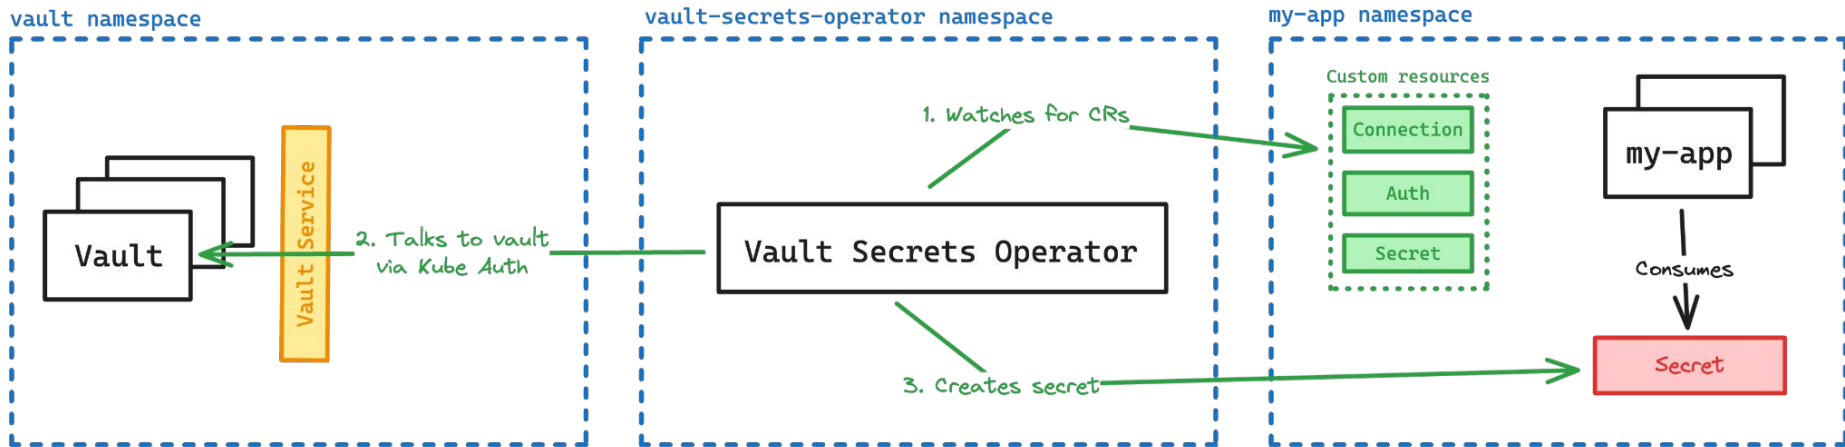 vault namespace
vault-secrets-operator namespace
my-app namespace
Custom resources
1. Watches for CRs
Connection
my-app
Auth
Vault Service
2. Talks to vault
via Kube Auth
Vault
Vault Secrets Operator
Secret
Consumes
3. Creates secret
Secret